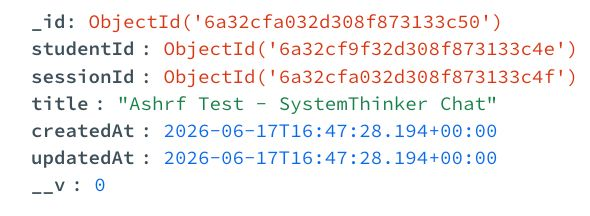 _id: ObjectId('6a32cfa032d308f873133c50')
studentId : ObjectId('6a32cf9f32d308f873133c4e')
sessionId : ObjectId('6a32cfa032d308f873133c4f')
title : "Ashrf Test - SystemThinker Chat"
createdAt : 2026-06-17T16:47:28.194+00:00
updatedAt : 2026-06-17T16:47:28.194+00:00
__v : 0